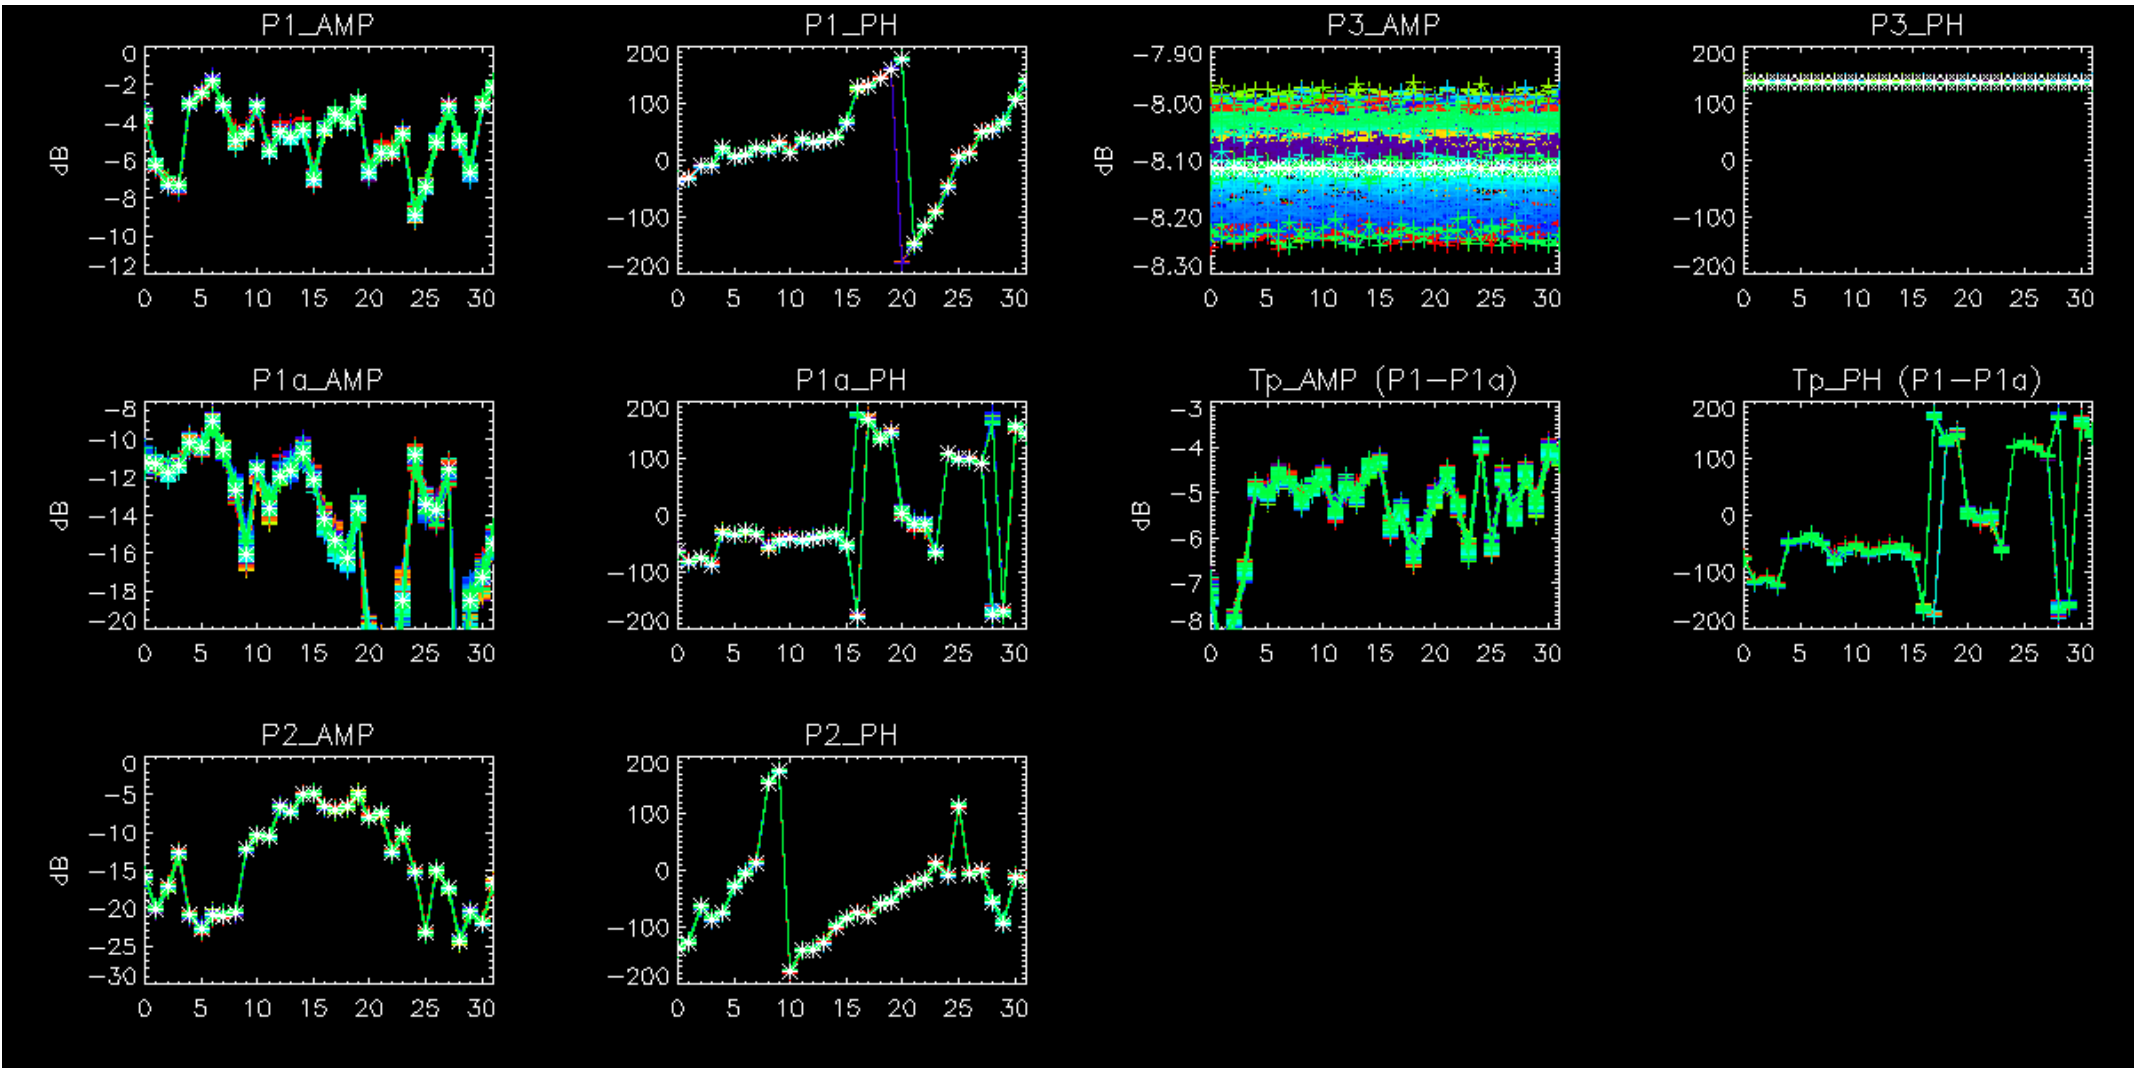 P1_AMP
0
−2
−4
−6
−8
−10
−12
dB
0 5 10 15 20 25 30
P1_PH
200
100
0
−100
−200
0 5 10 15 20 25 30
P3_AMP
−7.90
−8.00
−8.10
−8.20
−8.30
dB
0 5 10 15 20 25 30
P3_PH
200
100
0
−100
−200
0 5 10 15 20 25 30
P1a_AMP
−8
−10
−12
−14
−16
−18
−20
dB
0 5 10 15 20 25 30
P1a_PH
200
100
0
−100
−200
0 5 10 15 20 25 30
Tp_AMP (P1−P1a)
−3
−4
−5
−6
−7
−8
dB
0 5 10 15 20 25 30
Tp_PH (P1−P1a)
200
100
0
−100
−200
0 5 10 15 20 25 30
P2_AMP
0
−5
−10
−15
−20
−25
−30
dB
0 5 10 15 20 25 30
P2_PH
200
100
0
−100
−200
0 5 10 15 20 25 30